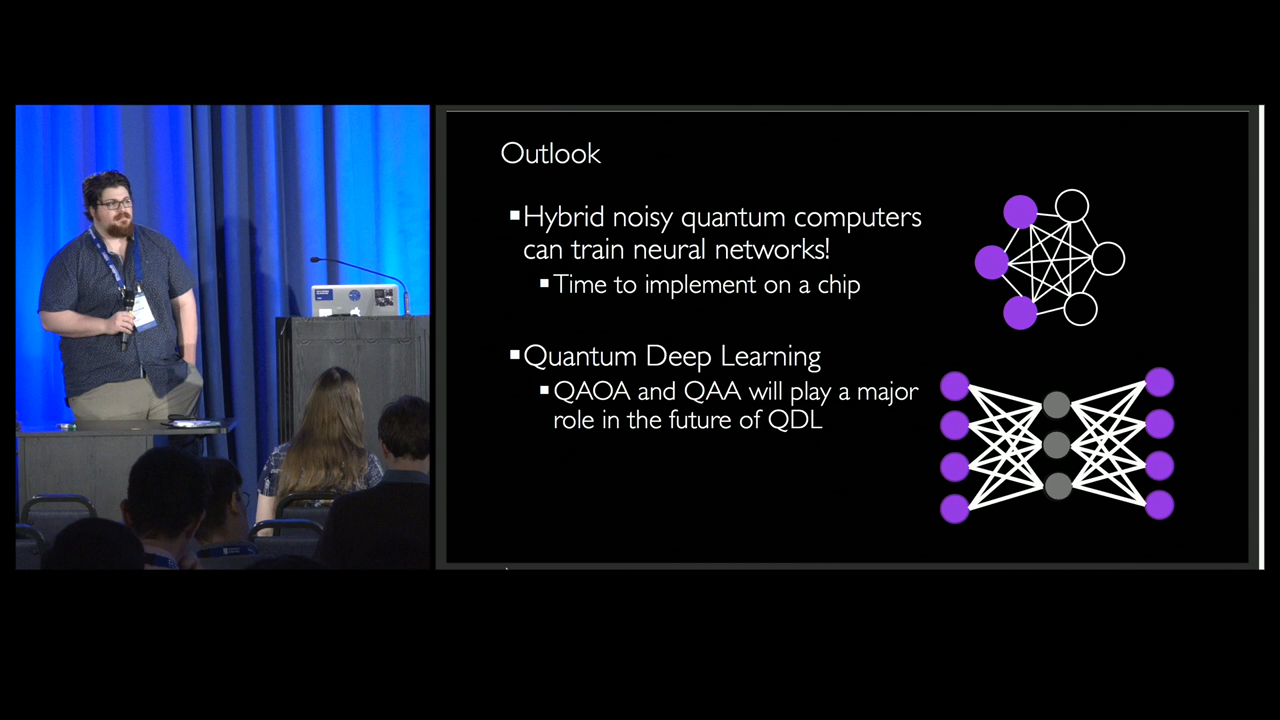 Outlook
▪Hybrid noisy quantum computers
can train neural networks!
▪Time to implement on a chip
▪Quantum Deep Learning
▪QAOA and QAA will play a major
role in the future of QDL